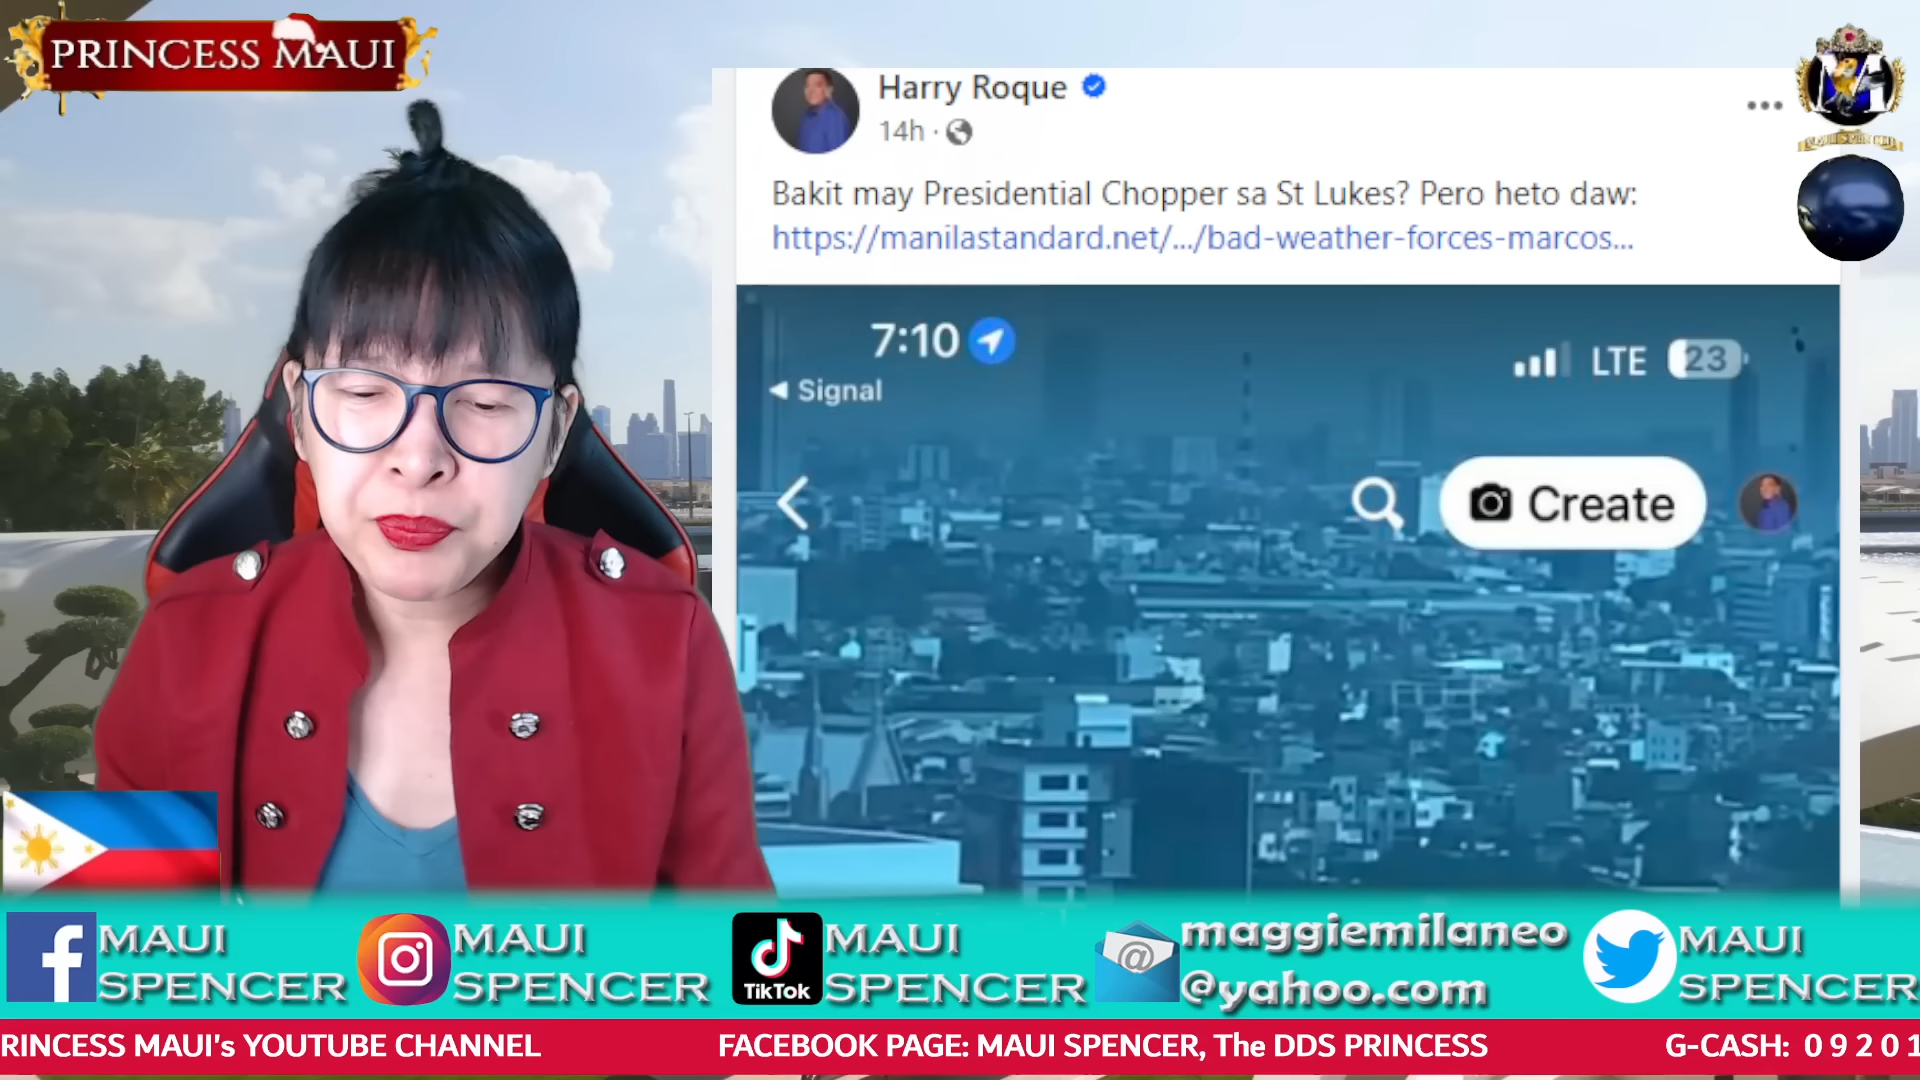 PRINCESS MAUI
Harry Roque
14h ·
Bakit may Presidential Chopper sa St Lukes? Pero heto daw:
https://manilastandard.net/.../bad-weather-forces-marcos...
7:10
LTE
23
Signal
Create
M
MAUI SPENCER
MAUI
SPENCER
MAUI
SPENCER
TikTok
MAUI
SPENCER
maggiemilaneo
@yahoo.com
MAUI
SPENCER
RINCESS MAUI's YOUTUBE CHANNEL
FACEBOOK PAGE: MAUI SPENCER, The DDS PRINCESS
G-CASH: 0 9 2 0 1